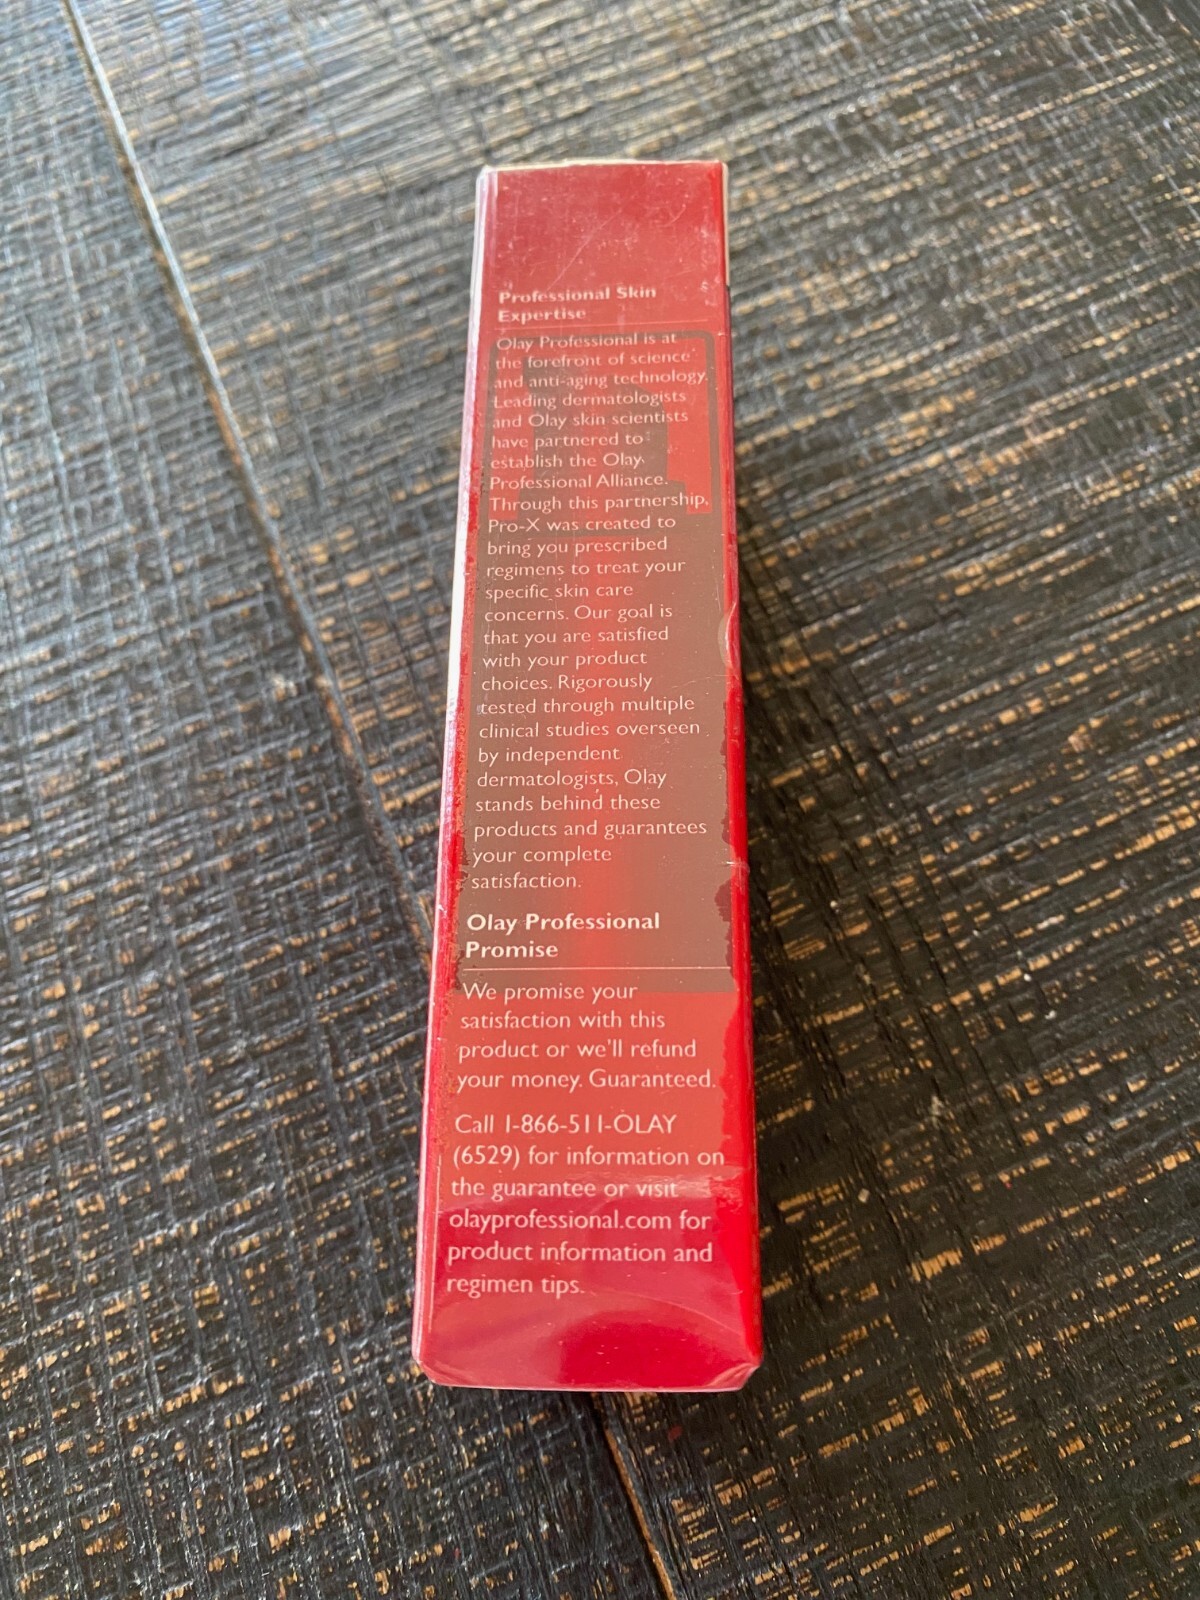 Professional Skin
Expertise
Olay Professional is at
the forefront of science
and anti-aging technology.
Leading dermatologists
and Olay skin scientists
have partnered to
establish the Olay
Professional Alliance.
Through this partnership,
Pro-X was created to
bring you prescribed
regimens to treat your
specific skin care
concerns. Our goal is
that you are satisfied
with your product
choices. Rigorously
tested through multiple
clinical studies overseen
by independent
dermatologists, Olay
stands behind these
products and guarantees
your complete
satisfaction.
Olay Professional
Promise
We promise your
satisfaction with this
product or we'll refund
your money. Guaranteed.
Call 1-866-511-OLAY
(6529) for information on
the guarantee or visit
olayprofessional.com for
product information and
regimen tips.